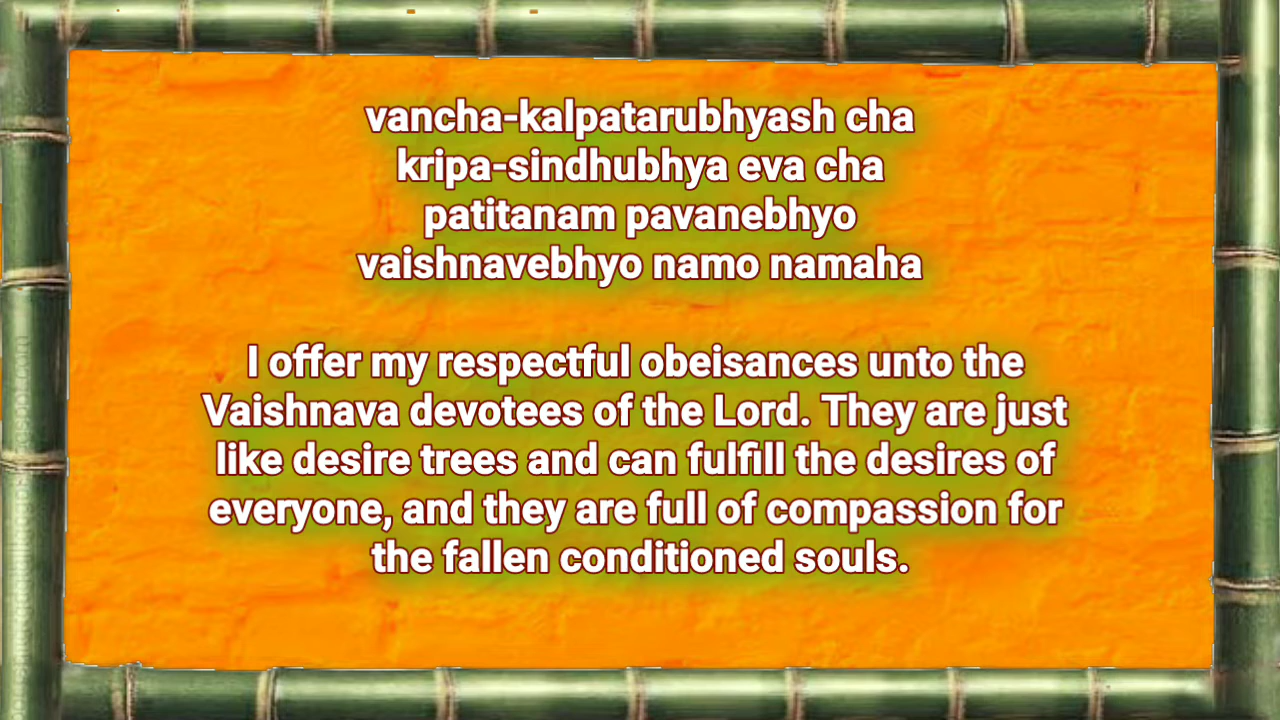 vancha-kalpatarubhyash cha
kripa-sindhubhya eva cha
patitanam pavanebhyo
vaishnavebhyo namo namaha
I offer my respectful obeisances unto the
Vaishnava devotees of the Lord. They are just
like desire trees and can fulfill the desires of
everyone, and they are full of compassion for
the fallen conditioned souls.